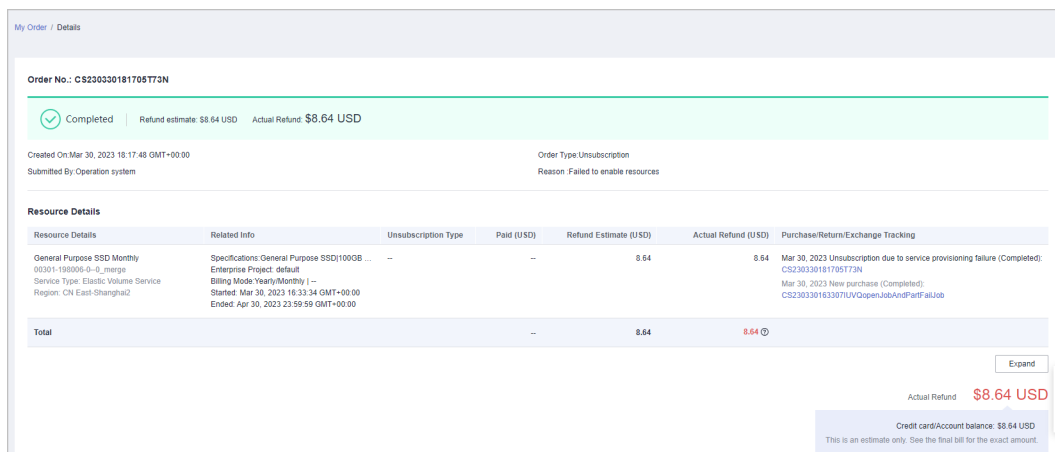 My Order / Details
Order No.: CS230330181705T73N
Completed Refund estimate: $8.64 USD Actual Refund: $8.64 USD
Created On:Mar 30, 2023 18:17:48 GMT+00:00 Order Type:Unsubscription
Submitted By:Operation system Reason :Failed to enable resources
Resource Details
Resource Details Related Info Unsubscription Type Paid (USD) Refund Estimate (USD) Actual Refund (USD) Purchase/Return/Exchange Tracking
General Purpose SSD Monthly Specifications:General Purpose SSD|100GB ... -- -- 8.64 8.64 Mar 30, 2023 Unsubscription due to service provisioning failure (Completed):
00301-198006-0--0_merge Enterprise Project: default CS230330181705T73N
Service Type: Elastic Volume Service Billing Mode:Yearly/Monthly | -- Mar 30, 2023 New purchase (Completed):
Region: CN East-Shanghai2 Started: Mar 30, 2023 16:33:34 GMT+00:00 CS230330163307IUVQopenJobAndPartFailJob
Ended: Apr 30, 2023 23:59:59 GMT+00:00
Total -- 8.64 8.64
Expand
Actual Refund $8.64 USD
Credit card/Account balance: $8.64 USD
This is an estimate only. See the final bill for the exact amount.